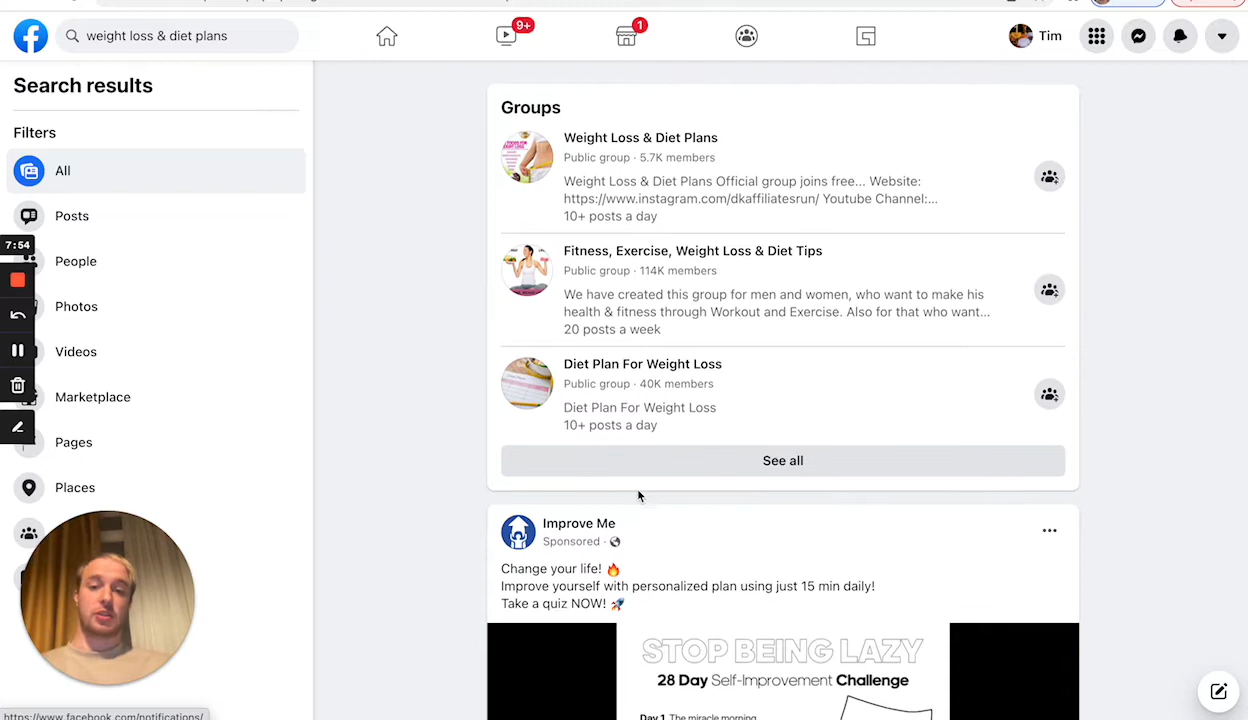 weight loss & diet plans
9+
1
Tim
Search results
Filters
All
Posts
7:54
People
Photos
Videos
Marketplace
Pages
Places
Groups
Weight Loss & Diet Plans
Public group · 5.7K members
Weight Loss & Diet Plans Official group joins free... Website:
https://www.instagram.com/dkaffiliatesrun/ Youtube Channel:...
10+ posts a day
Fitness, Exercise, Weight Loss & Diet Tips
Public group · 114K members
We have created this group for men and women, who want to make his
health & fitness through Workout and Exercise. Also for that who want...
20 posts a week
Diet Plan For Weight Loss
Public group · 40K members
Diet Plan For Weight Loss
10+ posts a day
See all
Improve Me
Sponsored ·
Change your life! 🔥
Improve yourself with personalized plan using just 15 min daily!
Take a quiz NOW! 🚀
STOP BEING LAZY
28 Day Self-Improvement Challenge
Day 1 The miracle morning
https://www.facebook.com/notifications/